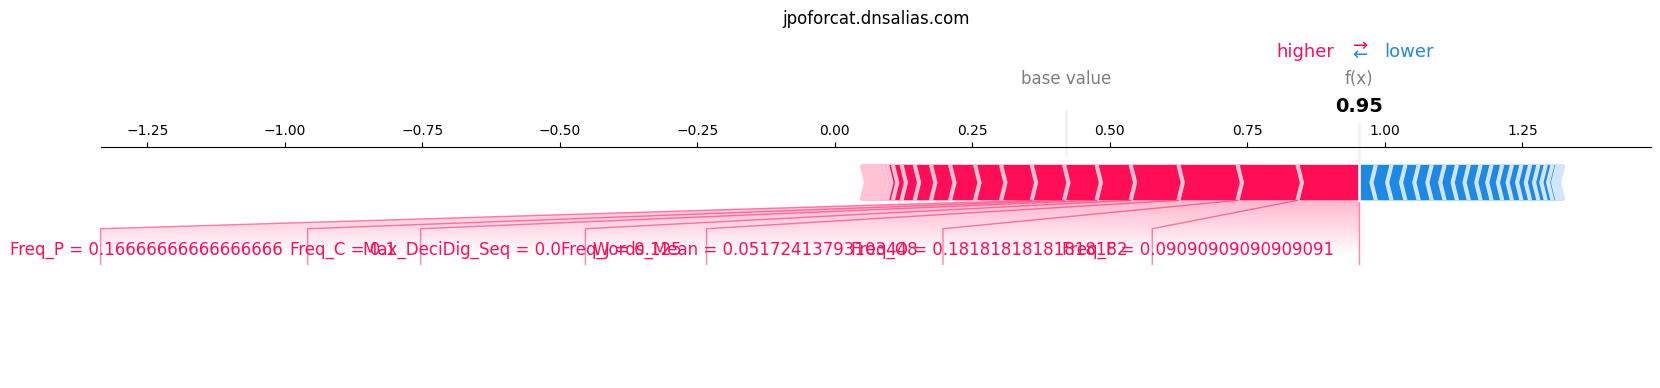 jpoforcat.dnsalias.com
higher → ← lower
base value f(x)
0.95
−1.25 −1.00 −0.75 −0.50 −0.25 0.00 0.25 0.50 0.75 1.00 1.25
Freq_P = 0.16666666666666666 Freq_C = 0.1 Max_DeciDig_Seq = 0.0 Freq_J = 0.125 Words_Mean = 0.05172413793103448 Freq_O = 0.18181818181818182 Freq_F = 0.09090909090909091